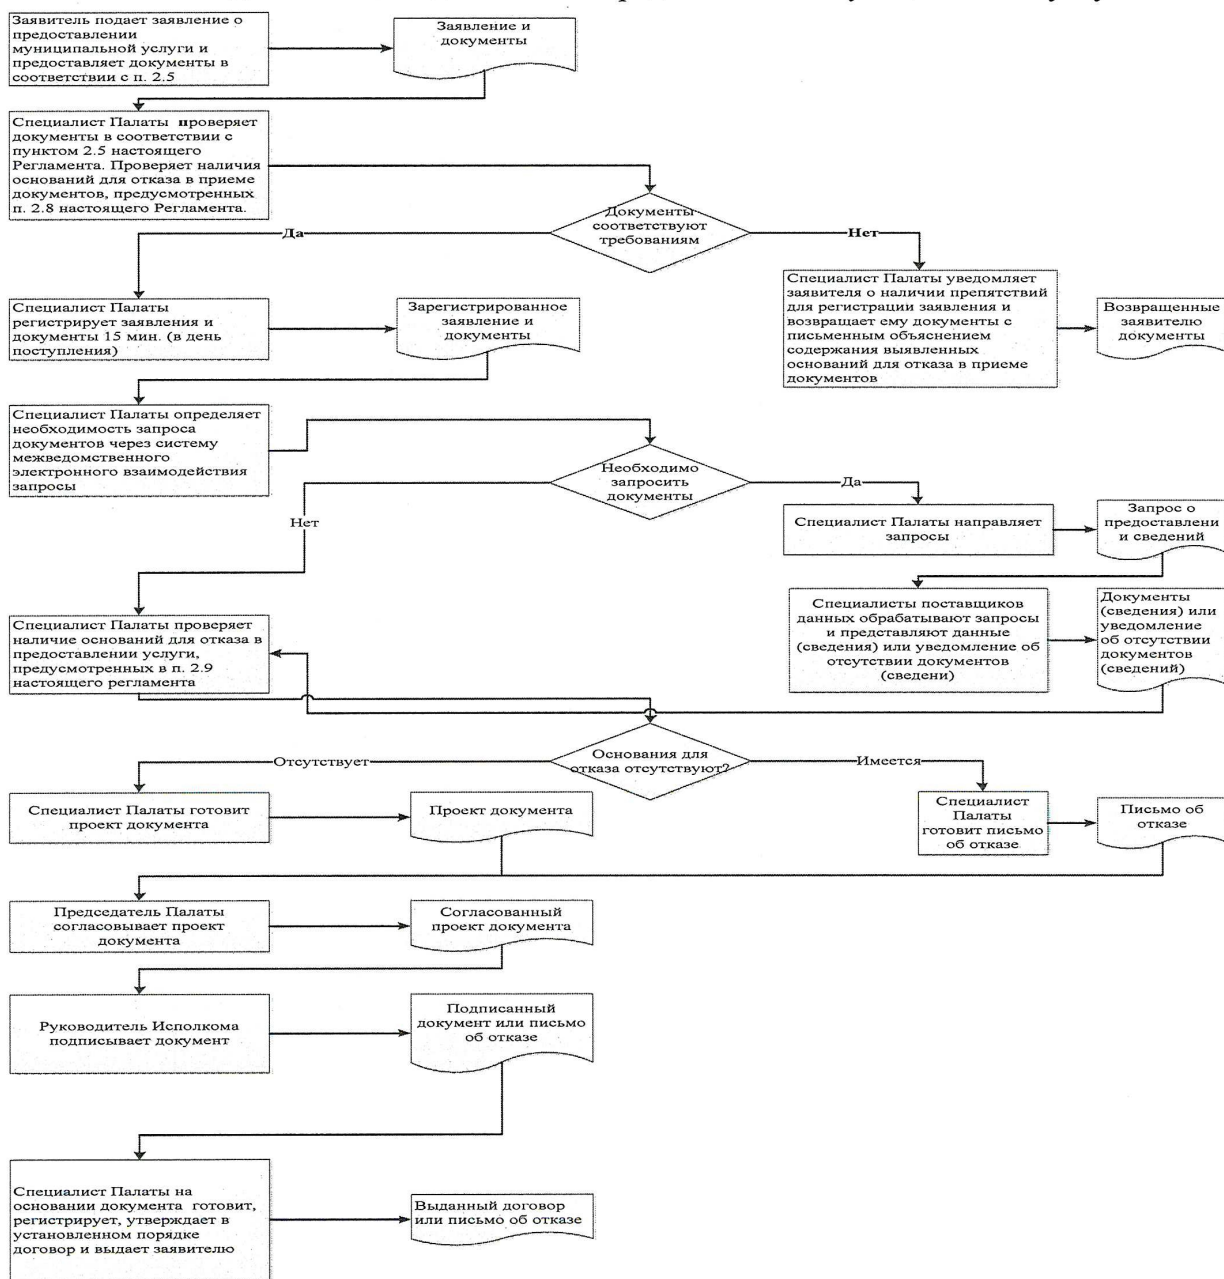 Заявитель подает заявление о
предоставлении
муниципальной услуги и
предоставляет документы в
соответствии с п. 2.5
Заявление и
документы
Специалист Палаты проверяет
документы в соответствии с
пунктом 2.5 настоящего
Регламента. Проверяет наличия
оснований для отказа в приеме
документов, предусмотренных
п. 2.8 настоящего Регламента.
Документы
соответствуют
требованиям
Да
Нет
Специалист Палаты
регистрирует заявления и
документы 15 мин. (в день
поступления)
Зарегистрированное
заявление и
документы
Специалист Палаты уведомляет
заявителя о наличии препятствий
для регистрации заявления и
возвращает ему документы с
письменным объяснением
содержания выявленных
оснований для отказа в приеме
документов
Возвращенные
заявителю
документы
Специалист Палаты определяет
необходимость запроса
документов через систему
межведомственного
электронного взаимодействия
запросы
Необходимо
запросить
документы
Да
Нет
Специалист Палаты направляет
запросы
Запрос о
предоставлени
и сведений
Специалист Палаты проверяет
наличие оснований для отказа в
предоставлении услуги,
предусмотренных в п. 2.9
настоящего регламента
Специалисты поставщиков
данных обрабатывают запросы
и представляют данные
(сведения) или уведомление об
отсутствии документов
(сведени)
Документы
(сведения) или
уведомление
об отсутствии
документов
(сведений)
Основания для
отказа отсутствуют?
Отсутствует
Имеется
Специалист Палаты готовит
проект документа
Проект документа
Специалист
Палаты
готовит письмо
об отказе
Письмо об
отказе
Председатель Палаты
согласовывает проект
документа
Согласованный
проект документа
Руководитель Исполкома
подписывает документ
Подписанный
документ или письмо
об отказе
Специалист Палаты на
основании документа готовит,
регистрирует, утверждает в
установленном порядке
договор и выдает заявителю
Выданный договор
или письмо об отказе